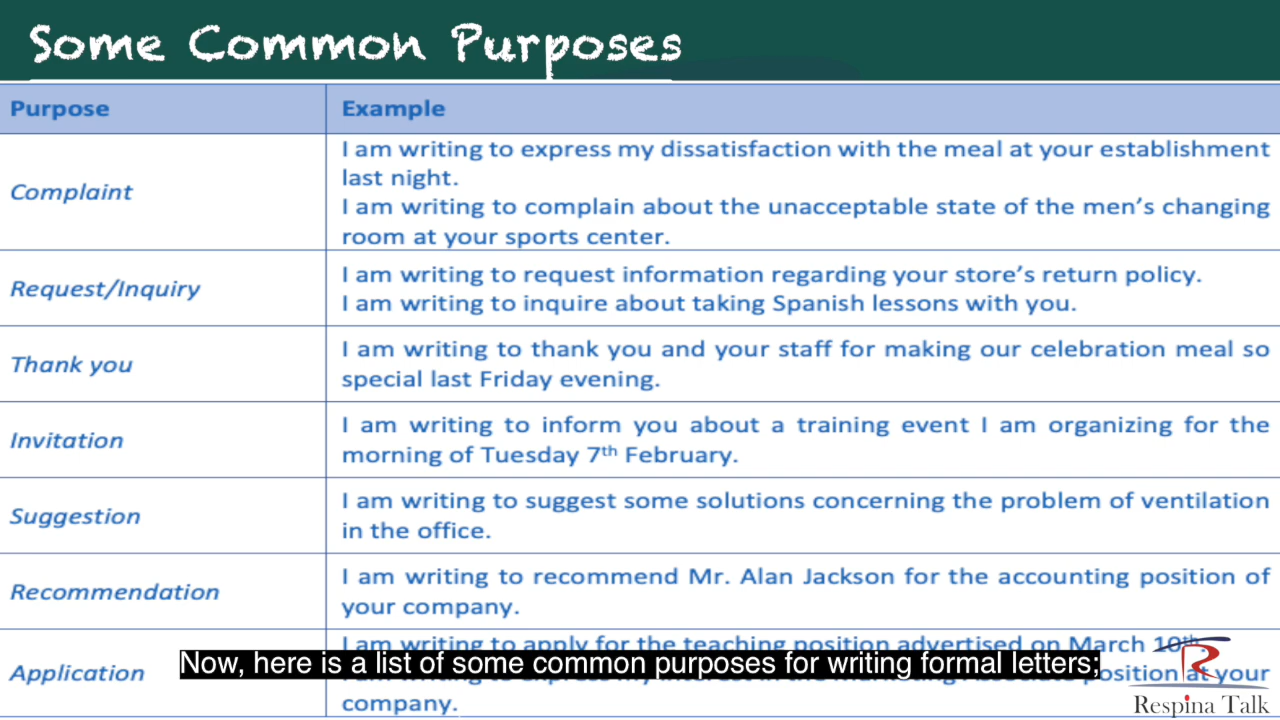 Some Common Purposes
Purpose
Example
Complaint
I am writing to express my dissatisfaction with the meal at your establishment
last night.
I am writing to complain about the unacceptable state of the men's changing
room at your sports center.
Request/Inquiry
I am writing to request information regarding your store's return policy.
I am writing to inquire about taking Spanish lessons with you.
Thank you
I am writing to thank you and your staff for making our celebration meal so
special last Friday evening.
Invitation
I am writing to inform you about a training event I am organizing for the
morning of Tuesday 7th February.
Suggestion
I am writing to suggest some solutions concerning the problem of ventilation
in the office.
Recommendation
I am writing to recommend Mr. Alan Jackson for the accounting position of
your company.
Application
I am writing to apply for the teaching position advertised on March 10th.
position at your
company.
Now, here is a list of some common purposes for writing formal letters;
R
Respina Talk